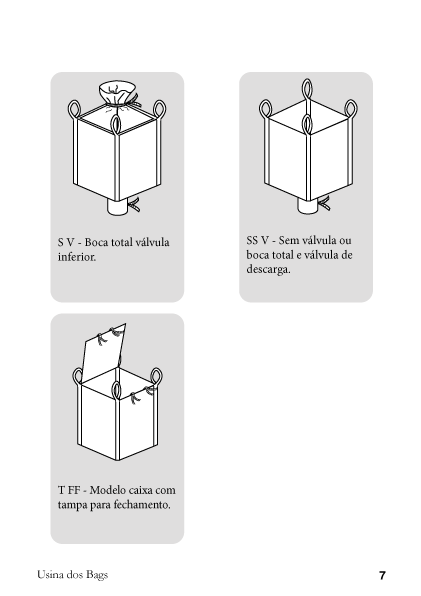 S V - Boca total válvula
inferior.
SS V - Sem válvula ou
boca total e válvula de
descarga.
T FF - Modelo caixa com
tampa para fechamento.
Usina dos Bags
7